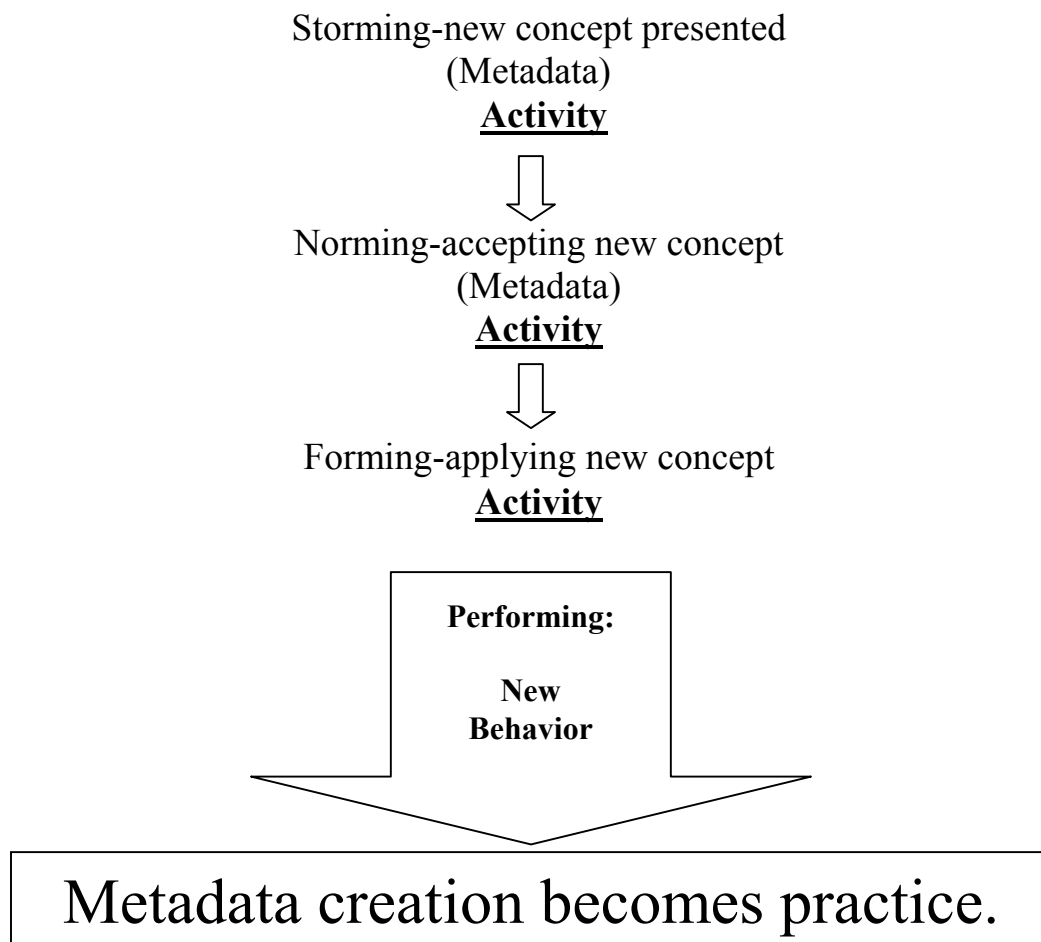 Storming-new concept presented
(Metadata)
Activity
Norming-accepting new concept
(Metadata)
Activity
Forming-applying new concept
Activity
Performing:
New
Behavior
Metadata creation becomes practice.